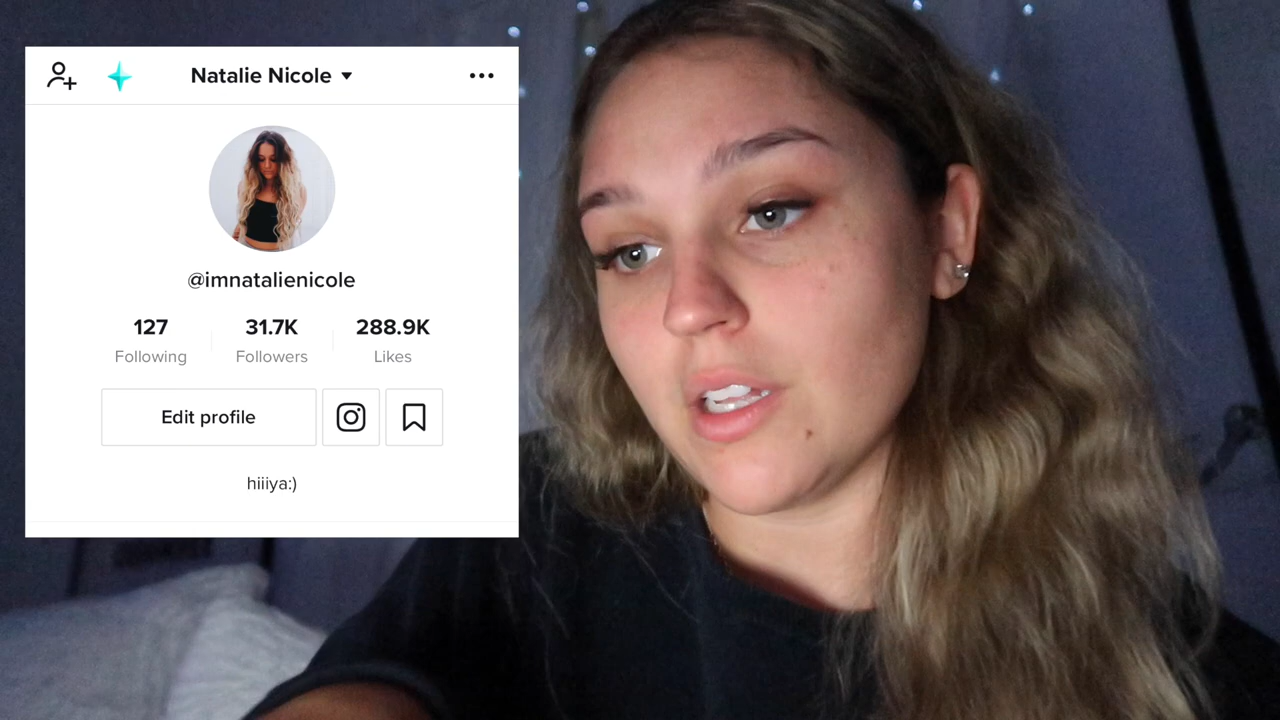 Natalie Nicole
@imnatalienicole
127 31.7K 288.9K
Following Followers Likes
Edit profile
hiiiya:)